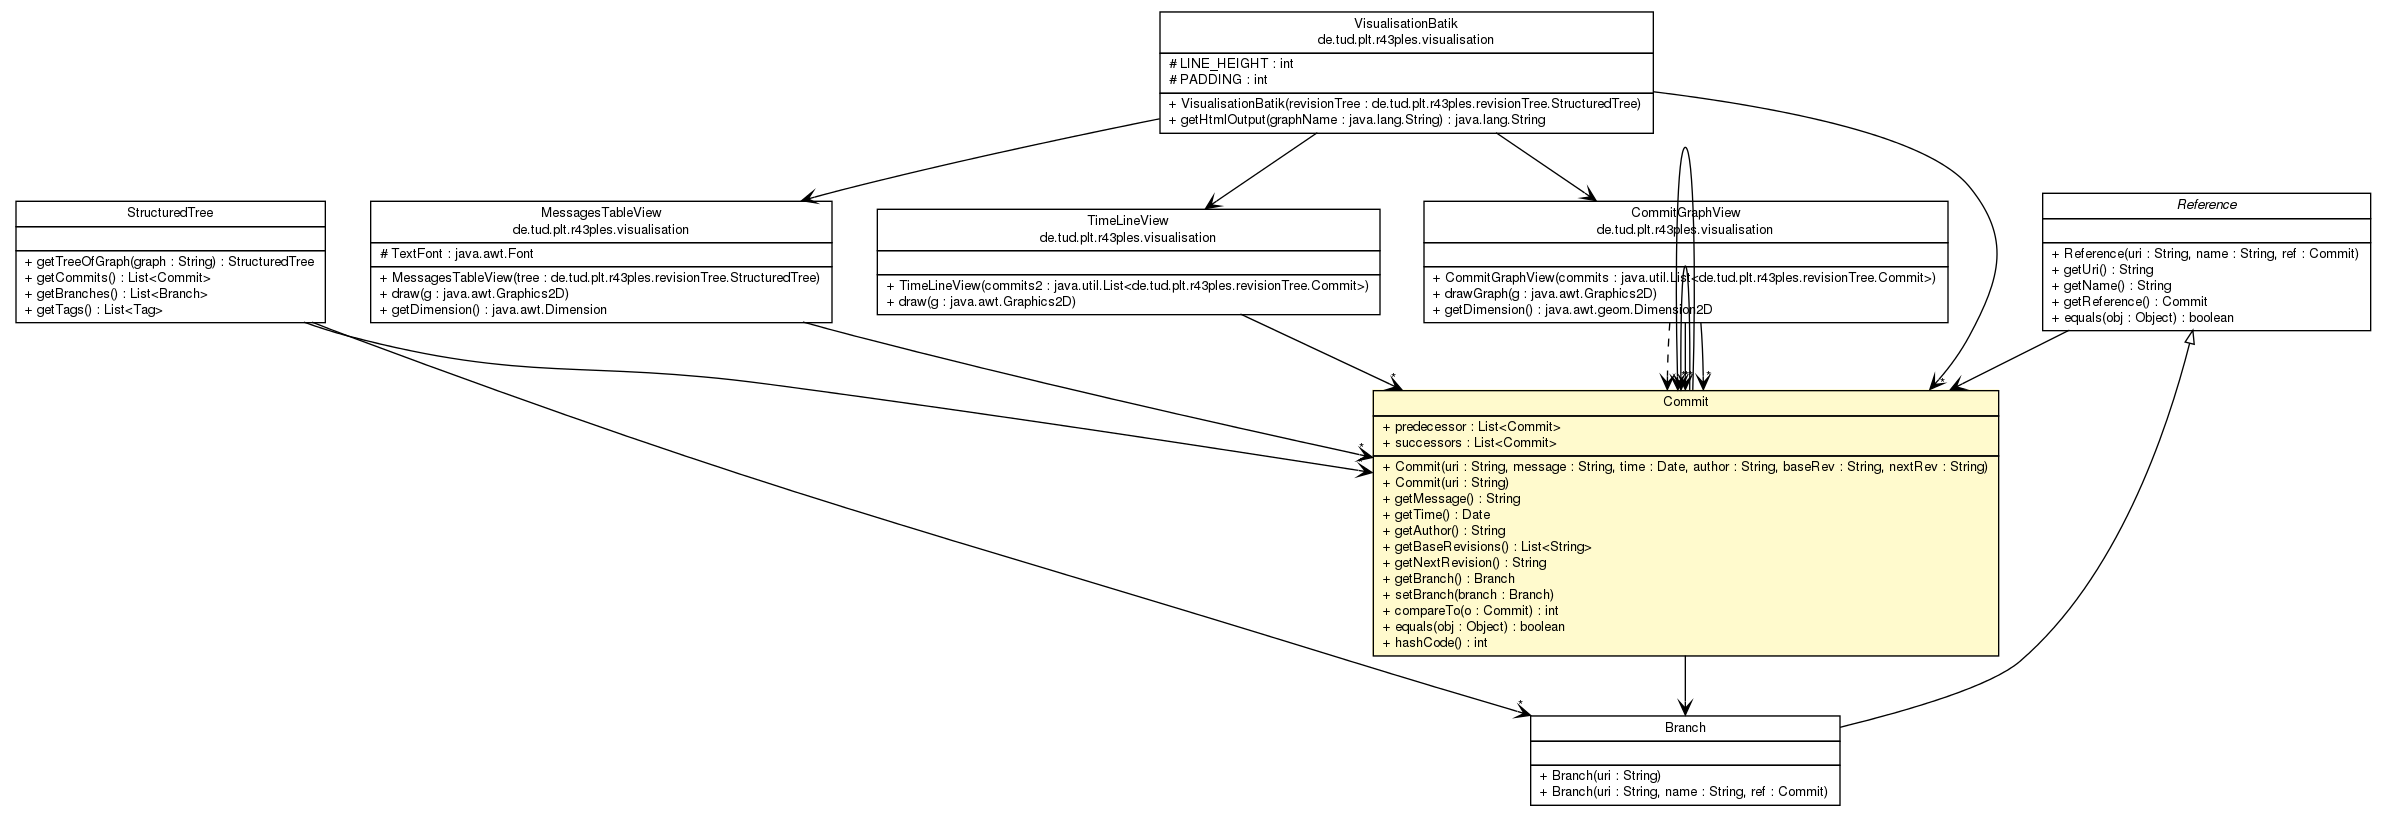 VisualisationBatik
de.tud.plt.r43ples.visualisation
# LINE_HEIGHT : int
# PADDING : int
+ VisualisationBatik(revisionTree : de.tud.plt.r43ples.revisionTree.StructuredTree)
+ getHtmlOutput(graphName : java.lang.String) : java.lang.String
StructuredTree
+ getTreeOfGraph(graph : String) : StructuredTree
+ getCommits() : List<Commit>
+ getBranches() : List<Branch>
+ getTags() : List<Tag>
MessagesTableView
de.tud.plt.r43ples.visualisation
# TextFont : java.awt.Font
+ MessagesTableView(tree : de.tud.plt.r43ples.revisionTree.StructuredTree)
+ draw(g : java.awt.Graphics2D)
+ getDimension() : java.awt.Dimension
TimeLineView
de.tud.plt.r43ples.visualisation
+ TimeLineView(commits2 : java.util.List<de.tud.plt.r43ples.revisionTree.Commit>)
+ draw(g : java.awt.Graphics2D)
CommitGraphView
de.tud.plt.r43ples.visualisation
+ CommitGraphView(commits : java.util.List<de.tud.plt.r43ples.revisionTree.Commit>)
+ drawGraph(g : java.awt.Graphics2D)
+ getDimension() : java.awt.geom.Dimension2D
Reference
+ Reference(uri : String, name : String, ref : Commit)
+ getUri() : String
+ getName() : String
+ getReference() : Commit
+ equals(obj : Object) : boolean
*
*
*
*
Commit
+ predecessor : List<Commit>
+ successors : List<Commit>
+ Commit(uri : String, message : String, time : Date, author : String, baseRev : String, nextRev : String)
+ Commit(uri : String)
+ getMessage() : String
+ getTime() : Date
+ getAuthor() : String
+ getBaseRevisions() : List<String>
+ getNextRevision() : String
+ getBranch() : Branch
+ setBranch(branch : Branch)
+ compareTo(o : Commit) : int
+ equals(obj : Object) : boolean
+ hashCode() : int
*
Branch
+ Branch(uri : String)
+ Branch(uri : String, name : String, ref : Commit)